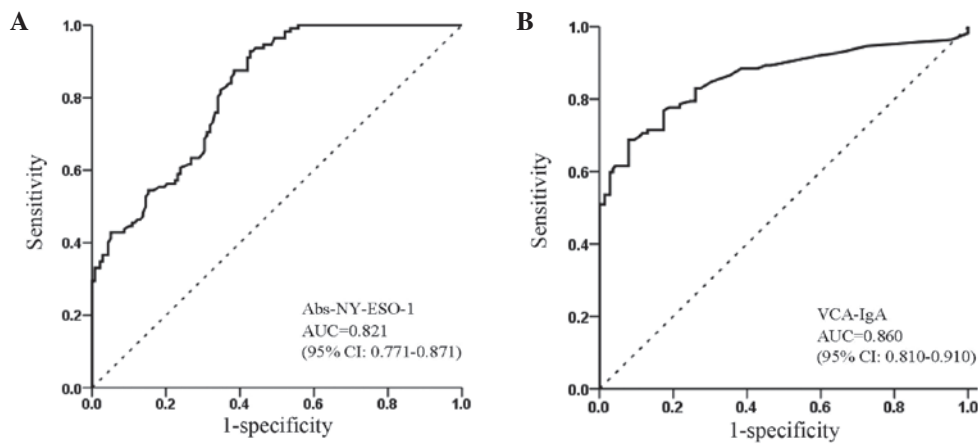 A
Sensitivity
1.0
0.8
0.6
0.4
0.2
0.0
Abs-NY-ESO-1
AUC=0.821
(95% CI: 0.771-0.871)
0.0 0.2 0.4 0.6 0.8 1.0
1-specificity
B
Sensitivity
1.0
0.8
0.6
0.4
0.2
0.0
VCA-IgA
AUC=0.860
(95% CI: 0.810-0.910)
0.0 0.2 0.4 0.6 0.8 1.0
1-specificity